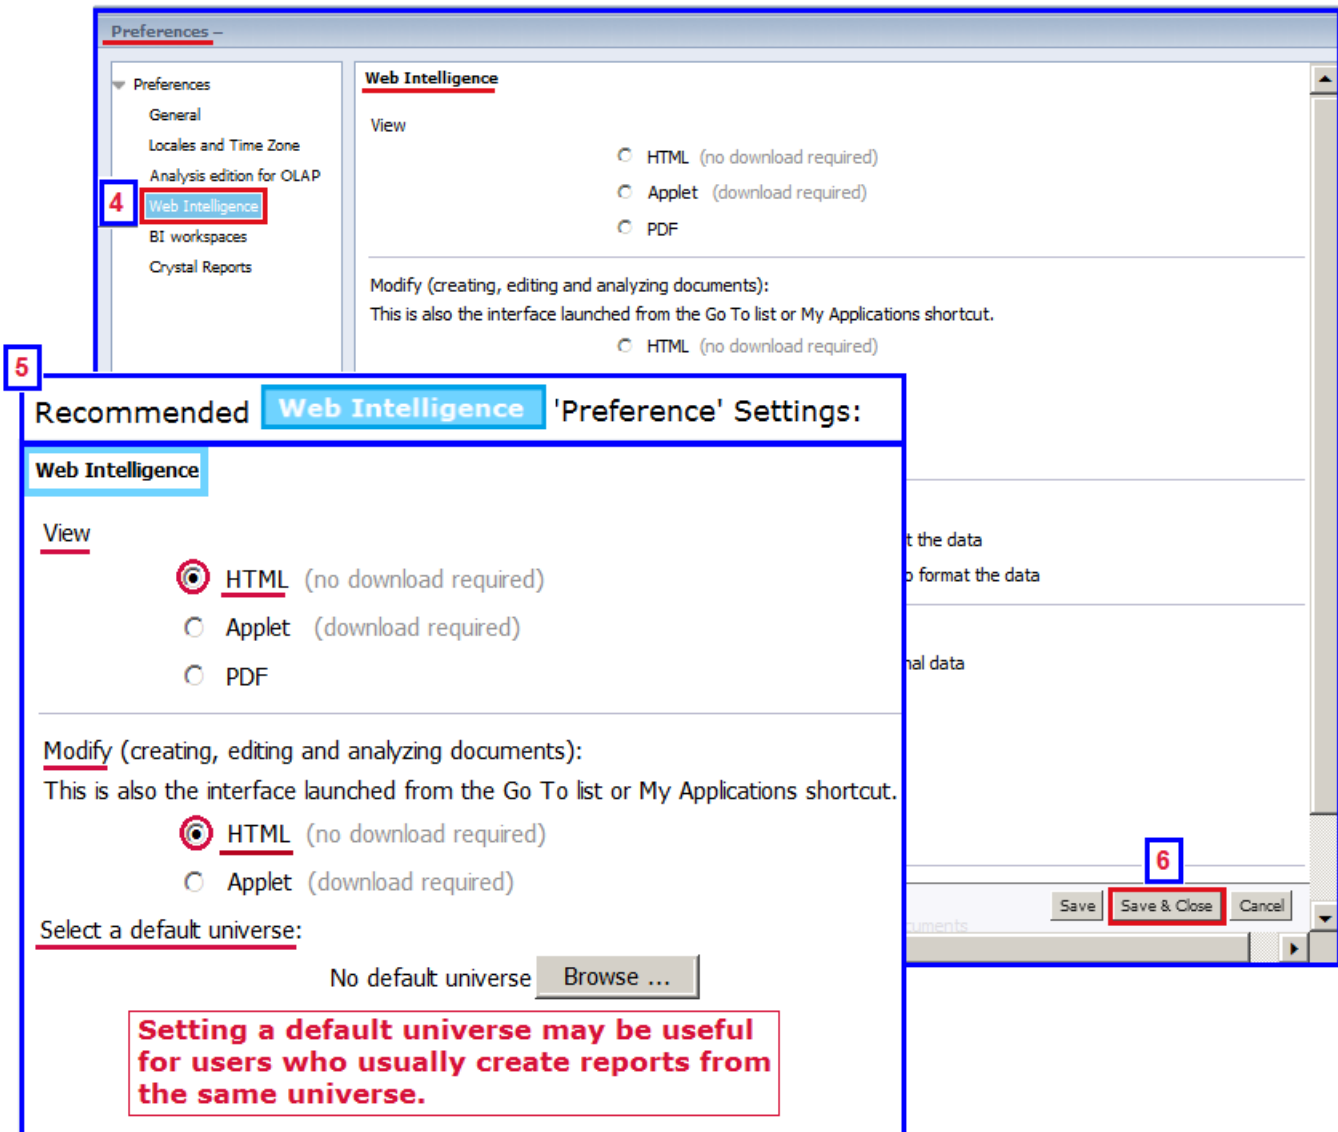 Preferences –
Preferences
General
Locales and Time Zone
Analysis edition for OLAP
4
Web Intelligence
BI workspaces
Crystal Reports
Web Intelligence
View
HTML (no download required)
Applet (download required)
PDF
Modify (creating, editing and analyzing documents):
This is also the interface launched from the Go To list or My Applications shortcut.
HTML (no download required)
t the data
o format the data
nal data
6
Save Save & Close Cancel
cuments
5
Recommended Web Intelligence 'Preference' Settings:
Web Intelligence
View
HTML (no download required)
Applet (download required)
PDF
Modify (creating, editing and analyzing documents):
This is also the interface launched from the Go To list or My Applications shortcut.
HTML (no download required)
Applet (download required)
Select a default universe:
No default universe Browse ...
Setting a default universe may be useful
for users who usually create reports from
the same universe.